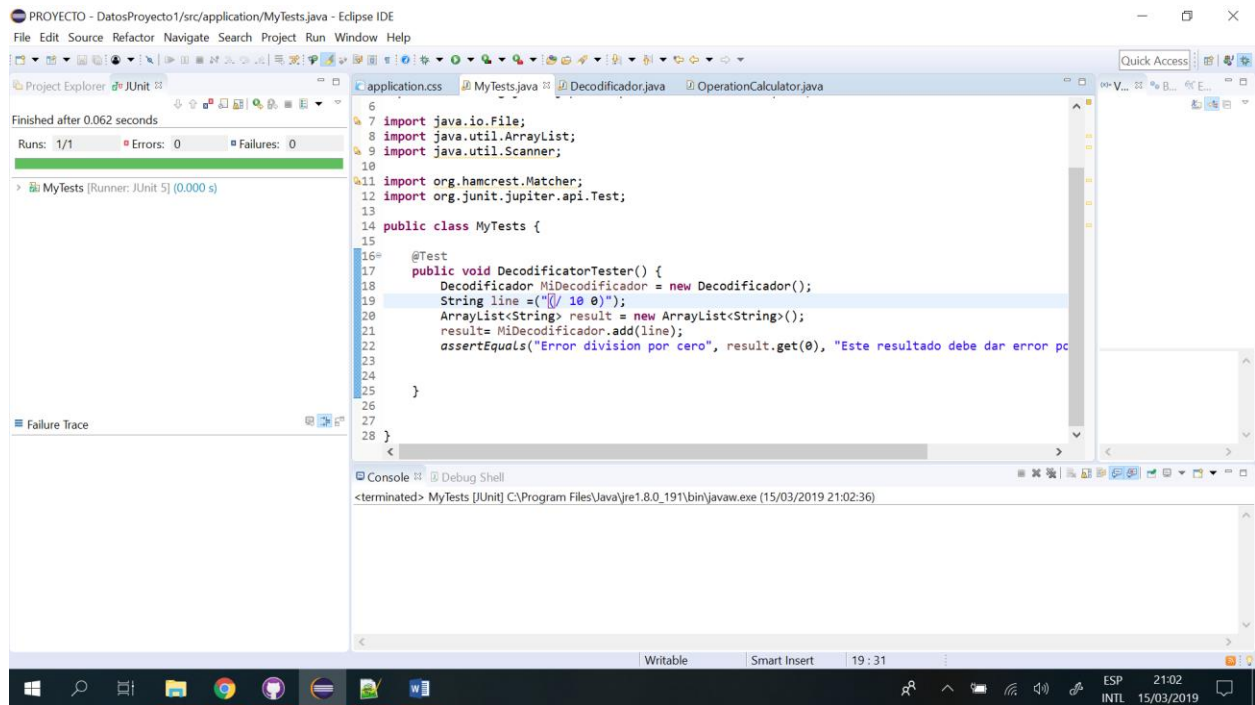 PROYECTO - DatosProyecto1/src/application/MyTests.java - Eclipse IDE
File Edit Source Refactor Navigate Search Project Run Window Help
Quick Access
Project Explorer JUnit
Finished after 0.062 seconds
Runs: 1/1 Errors: 0 Failures: 0
MyTests [Runner: JUnit 5] (0.000 s)
Failure Trace
application.css MyTests.java Decodificador.java OperationCalculator.java
6
7 import java.io.File;
8 import java.util.ArrayList;
9 import java.util.Scanner;
10
11 import org.hamcrest.Matcher;
12 import org.junit.jupiter.api.Test;
13
14 public class MyTests {
15
16 @Test
17 public void DecodificatorTester() {
18 Decodificador MiDecodificador = new Decodificador();
19 String line =("(/ 10 0)");
20 ArrayList<String> result = new ArrayList<String>();
21 result= MiDecodificador.add(line);
22 assertEquals("Error division por cero", result.get(0), "Este resultado debe dar error po
23
24
25 }
26
27
28 }
V... B... E...
Console Debug Shell
<terminated> MyTests [JUnit] C:\Program Files\Java\jre1.8.0_191\bin\javaw.exe (15/03/2019 21:02:36)
Writable Smart Insert 19 : 31
ESP 21:02
INTL 15/03/2019